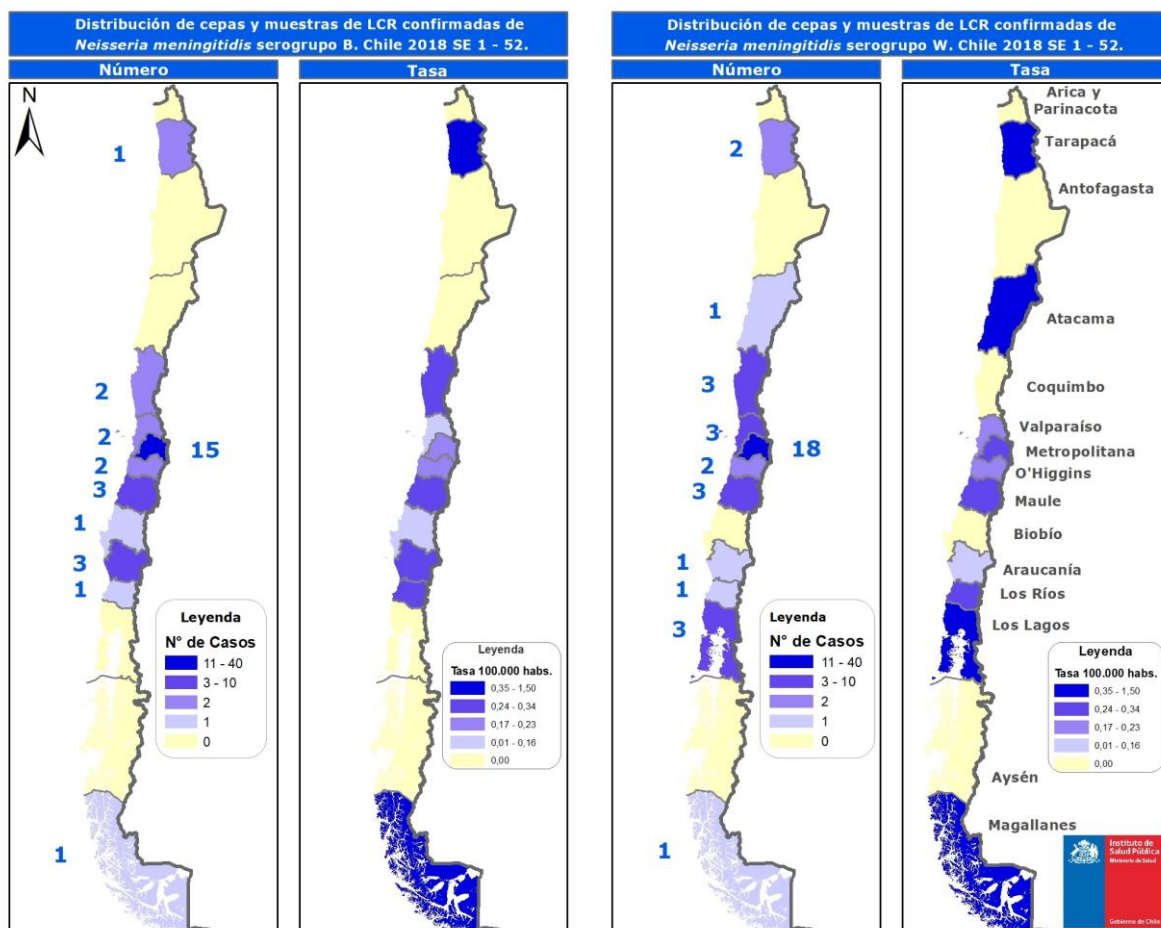 Distribución de cepas y muestras de LCR confirmadas de
Neisseria meningitidis serogrupo B. Chile 2018 SE 1 - 52.
Número
Tasa
N
1
2
2
15
2
3
1
3
1
1
Leyenda
N° de Casos
11 - 40
3 - 10
2
1
0
Leyenda
Tasa 100.000 habs.
0,35 - 1,50
0,24 - 0,34
0,17 - 0,23
0,01 - 0,16
0,00
Distribución de cepas y muestras de LCR confirmadas de
Neisseria meningitidis serogrupo W. Chile 2018 SE 1 - 52.
Número
Tasa
2
1
3
3
18
2
3
1
1
3
1
Leyenda
N° de Casos
11 - 40
3 - 10
2
1
0
Arica y
Parinacota
Tarapacá
Antofagasta
Atacama
Coquimbo
Valparaíso
Metropolitana
O'Higgins
Maule
Biobío
Araucanía
Los Ríos
Los Lagos
Leyenda
Tasa 100.000 habs.
0,35 - 1,50
0,24 - 0,34
0,17 - 0,23
0,01 - 0,16
0,00
Aysén
Magallanes
Instituto de
Salud Pública
Ministerio de Salud
Gobierno de Chile